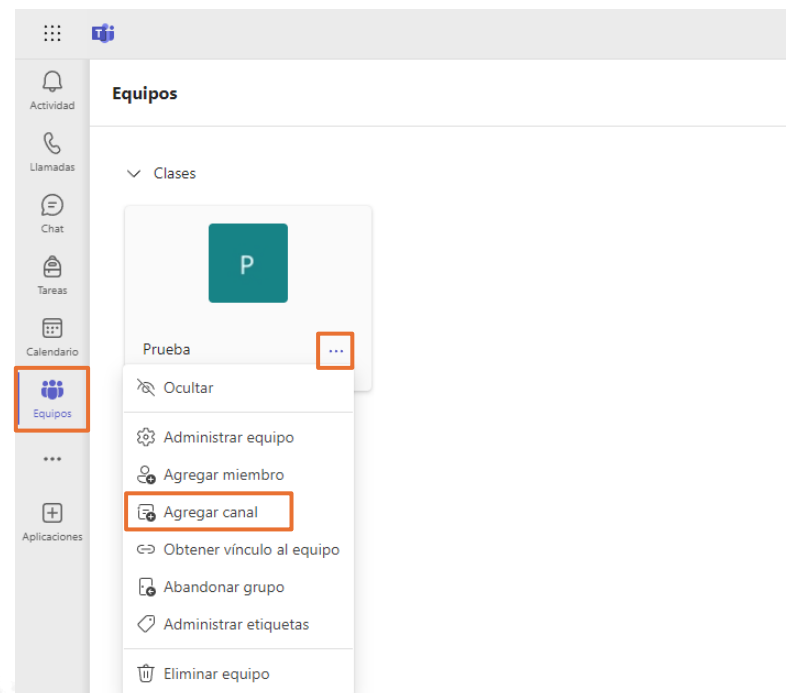 Actividad
Llamadas
Chat
Tareas
Calendario
Equipos
Aplicaciones
Equipos
Clases
P
Prueba
Ocultar
Administrar equipo
Agregar miembro
Agregar canal
Obtener vínculo al equipo
Abandonar grupo
Administrar etiquetas
Eliminar equipo